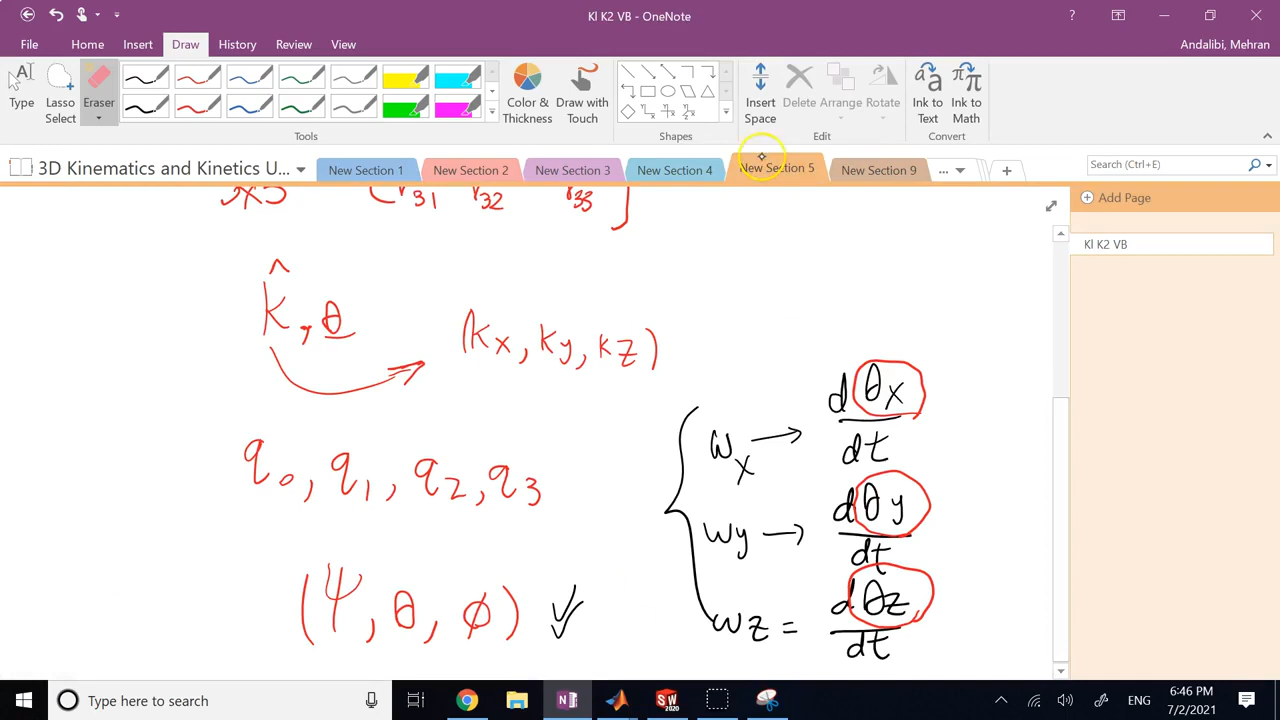 Kl K2 VB - OneNote
File Home Insert Draw History Review View
Andalibi, Mehran
Type
Lasso Select
Eraser
Color & Thickness
Draw with Touch
Insert Space
Delete
Arrange
Rotate
Ink to Text
Ink to Math
Tools
Shapes
Edit
Convert
3D Kinematics and Kinetics U...
New Section 1
New Section 2
New Section 3
New Section 4
New Section 5
New Section 9
...
Search (Ctrl+E)
Add Page
Kl K2 VB
r31 r32 r33
k̂, θ
(kx, ky, kz)
q0, q1, q2, q3
(ψ, θ, φ)
ωx → dθx/dt
ωy → dθy/dt
ωz = dθz/dt
Type here to search
ENG
6:46 PM
7/2/2021